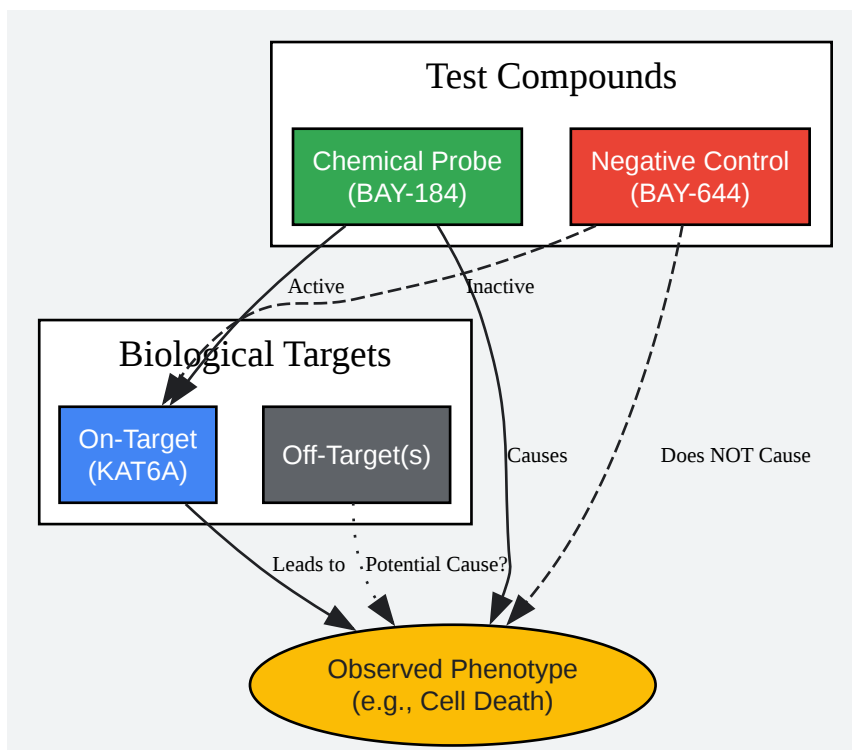 Test Compounds
Chemical Probe
(BAY-184)
Negative Control
(BAY-644)
Active
Inactive
Biological Targets
On-Target
(KAT6A)
Off-Target(s)
Causes
Does NOT Cause
Leads to
Potential Cause?
Observed Phenotype
(e.g., Cell Death)